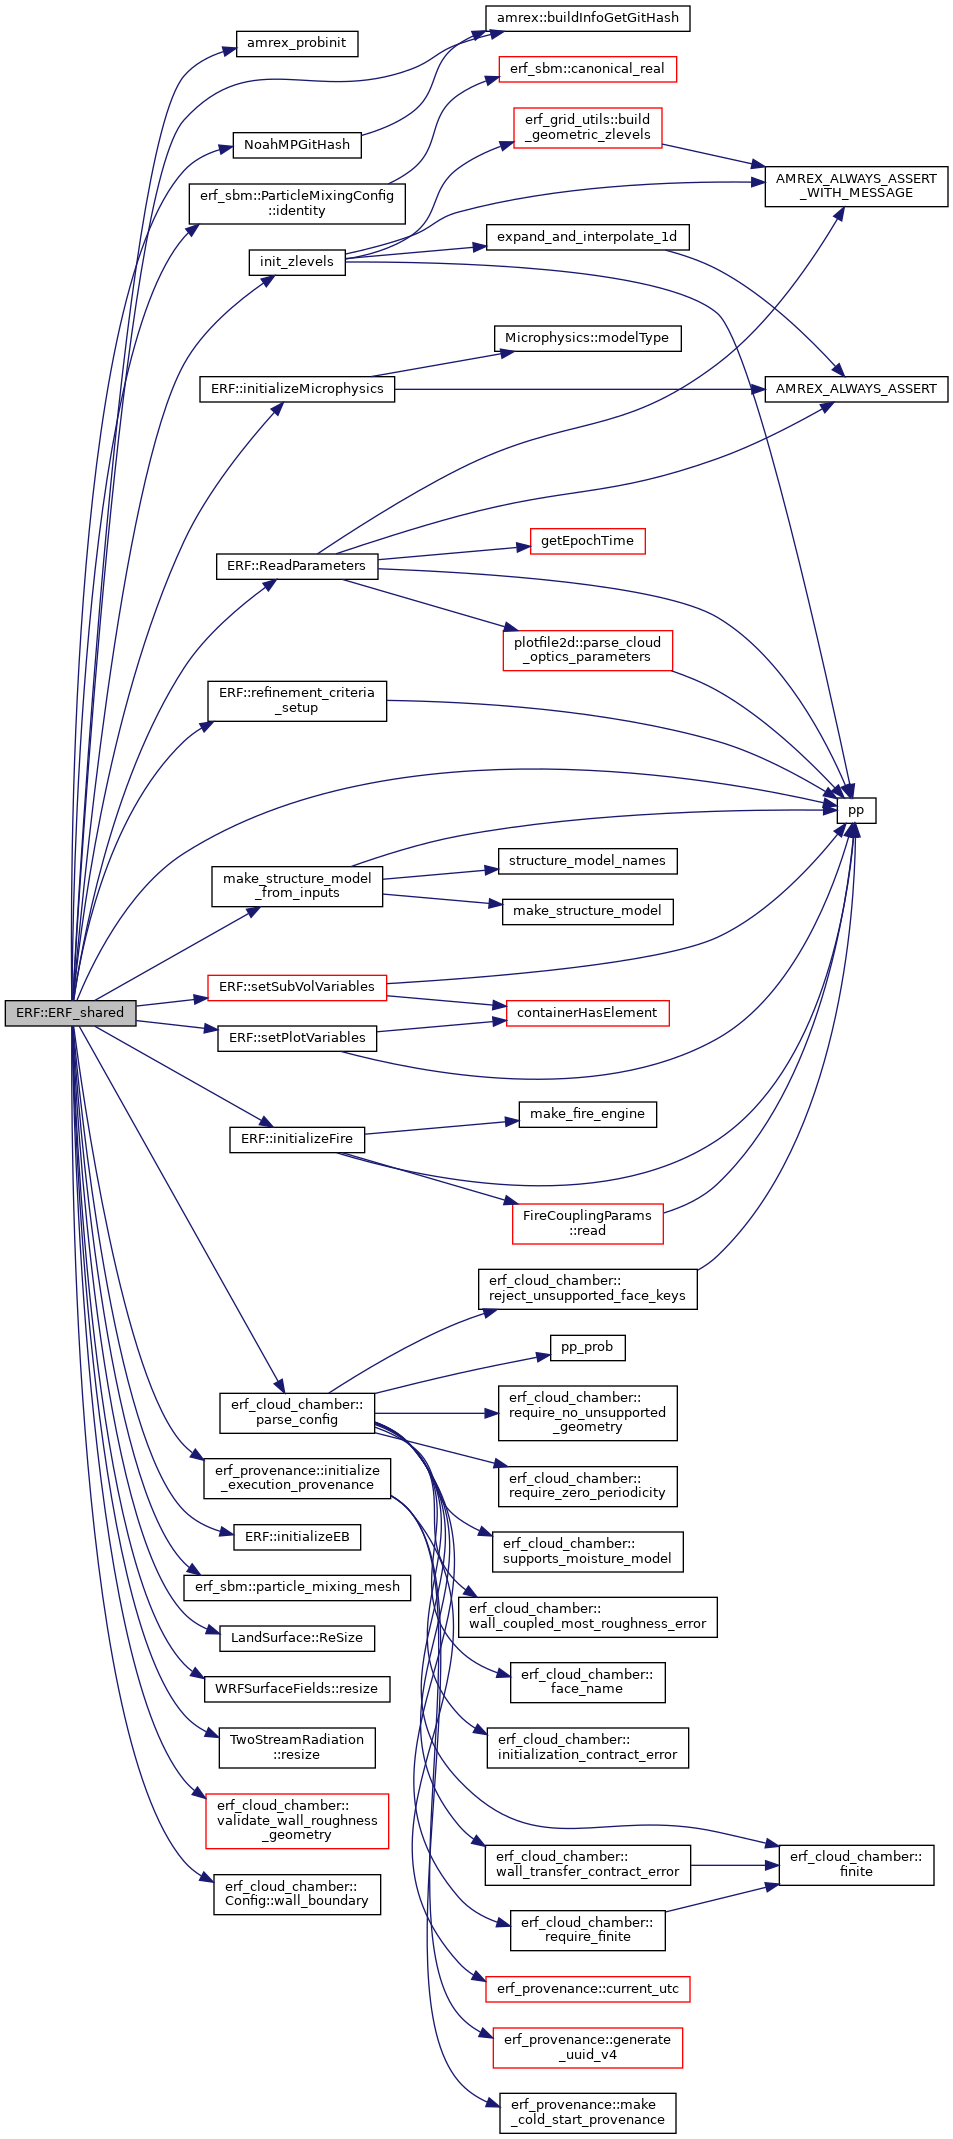 amrex::buildInfoGetGitHash
amrex_probinit
erf_sbm::canonical_real
erf_grid_utils::build
_geometric_zlevels
NoahMPGitHash
AMREX_ALWAYS_ASSERT
_WITH_MESSAGE
erf_sbm::ParticleMixingConfig
::identity
expand_and_interpolate_1d
init_zlevels
Microphysics::modelType
ERF::initializeMicrophysics
AMREX_ALWAYS_ASSERT
getEpochTime
ERF::ReadParameters
plotfile2d::parse_cloud
_optics_parameters
ERF::refinement_criteria
_setup
pp
structure_model_names
make_structure_model
_from_inputs
make_structure_model
ERF::setSubVolVariables
ERF::ERF_shared
containerHasElement
ERF::setPlotVariables
make_fire_engine
ERF::initializeFire
FireCouplingParams
::read
erf_cloud_chamber::
reject_unsupported_face_keys
pp_prob
erf_cloud_chamber::
parse_config
erf_cloud_chamber::
require_no_unsupported
_geometry
erf_provenance::initialize
_execution_provenance
erf_cloud_chamber::
require_zero_periodicity
ERF::initializeEB
erf_cloud_chamber::
supports_moisture_model
erf_sbm::particle_mixing_mesh
erf_cloud_chamber::
wall_coupled_most_roughness_error
LandSurface::ReSize
WRFSurfaceFields::resize
erf_cloud_chamber::
face_name
TwoStreamRadiation
::resize
erf_cloud_chamber::
initialization_contract_error
erf_cloud_chamber::
validate_wall_roughness
_geometry
erf_cloud_chamber::
wall_transfer_contract_error
erf_cloud_chamber::
finite
erf_cloud_chamber::
Config::wall_boundary
erf_cloud_chamber::
require_finite
erf_provenance::current_utc
erf_provenance::generate
_uuid_v4
erf_provenance::make
_cold_start_provenance